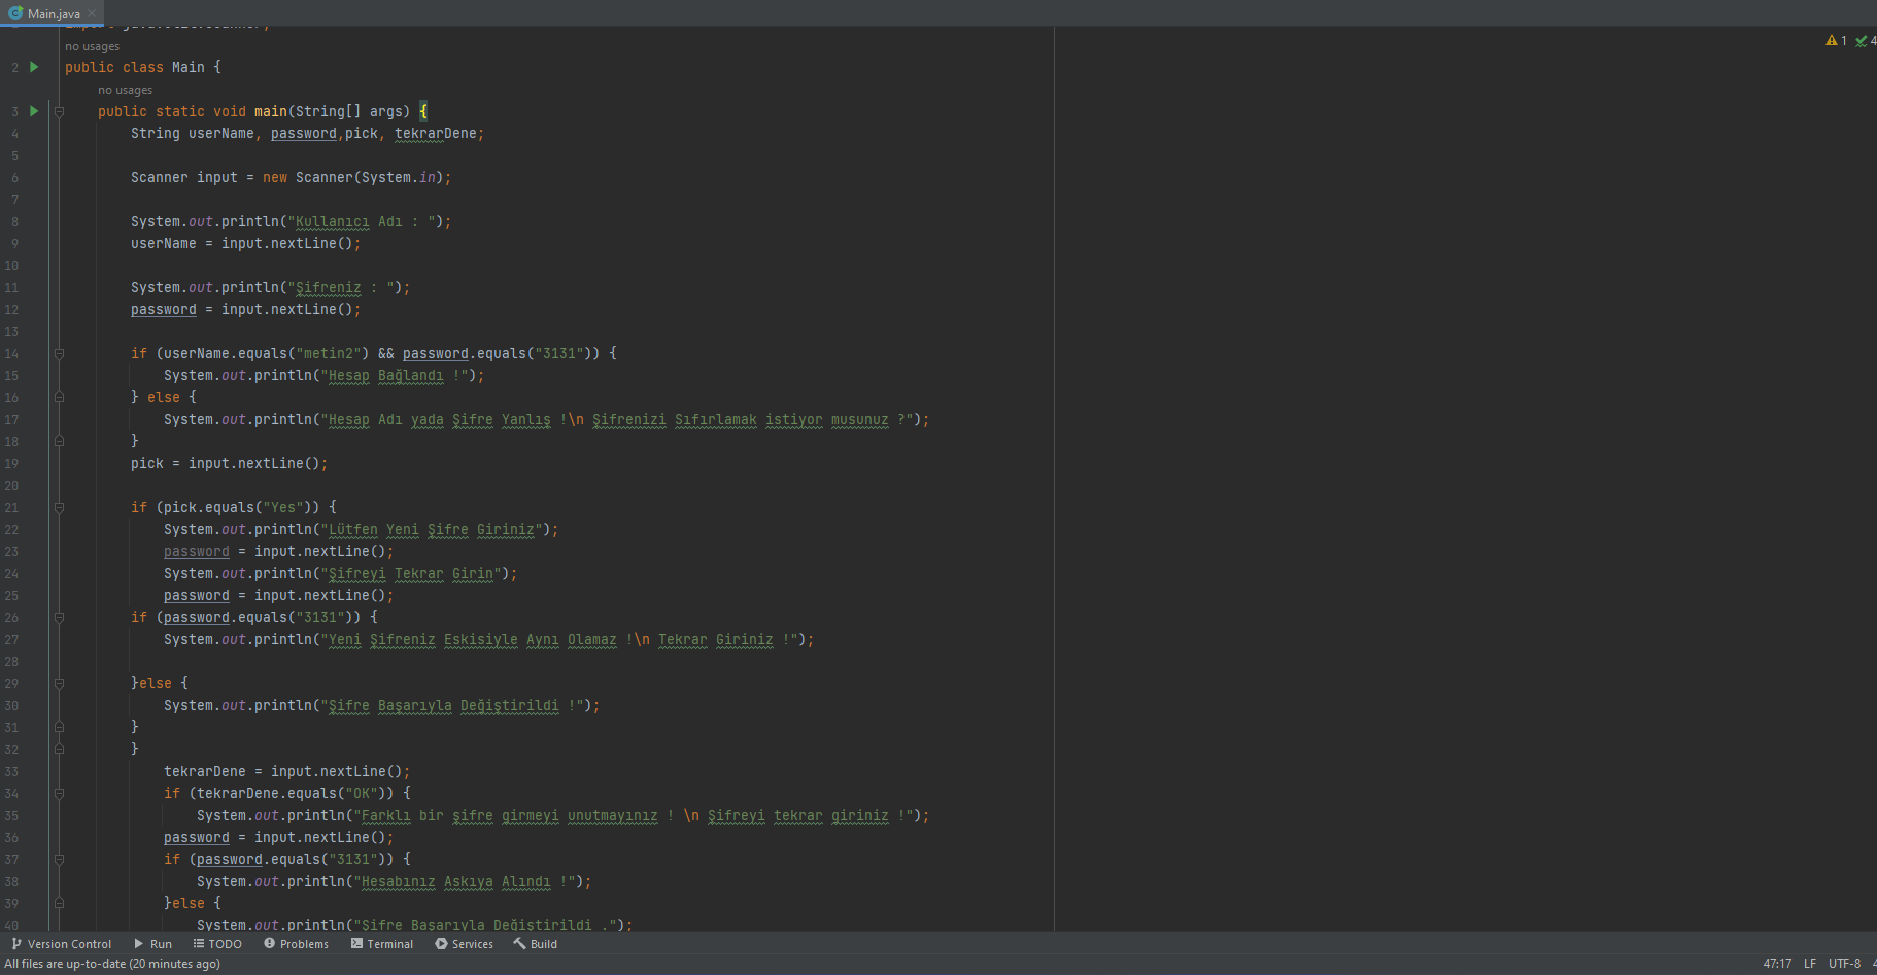 Main.java
no usages
1 4
2 public class Main {
no usages
3 public static void main(String[] args) {
4 String userName, password,pick, tekrarDene;
5
6 Scanner input = new Scanner(System.in);
7
8 System.out.println("Kullanıcı Adı : ");
9 userName = input.nextLine();
10
11 System.out.println("Şifreniz : ");
12 password = input.nextLine();
13
14 if (userName.equals("metin2") && password.equals("3131")) {
15 System.out.println("Hesap Bağlandı !");
16 } else {
17 System.out.println("Hesap Adı yada Şifre Yanlış !\n Şifrenizi Sıfırlamak istiyor musunuz ?");
18 }
19 pick = input.nextLine();
20
21 if (pick.equals("Yes")) {
22 System.out.println("Lütfen Yeni Şifre Giriniz");
23 password = input.nextLine();
24 System.out.println("Şifreyi Tekrar Girin");
25 password = input.nextLine();
26 if (password.equals("3131")) {
27 System.out.println("Yeni Şifreniz Eskisiyle Aynı Olamaz !\n Tekrar Giriniz !");
28
29 }else {
30 System.out.println("Şifre Başarıyla Değiştirildi !");
31 }
32 }
33 tekrarDene = input.nextLine();
34 if (tekrarDene.equals("OK")) {
35 System.out.println("Farklı bir şifre girmeyi unutmayınız ! \n Şifreyi tekrar giriniz !");
36 password = input.nextLine();
37 if (password.equals("3131")) {
38 System.out.println("Hesabınız Askıya Alındı !");
39 }else {
40 System.out.println("Şifre Başarıyla Değiştirildi .");
Version Control Run TODO Problems Terminal Services Build
All files are up-to-date (20 minutes ago) 47:17 LF UTF-8